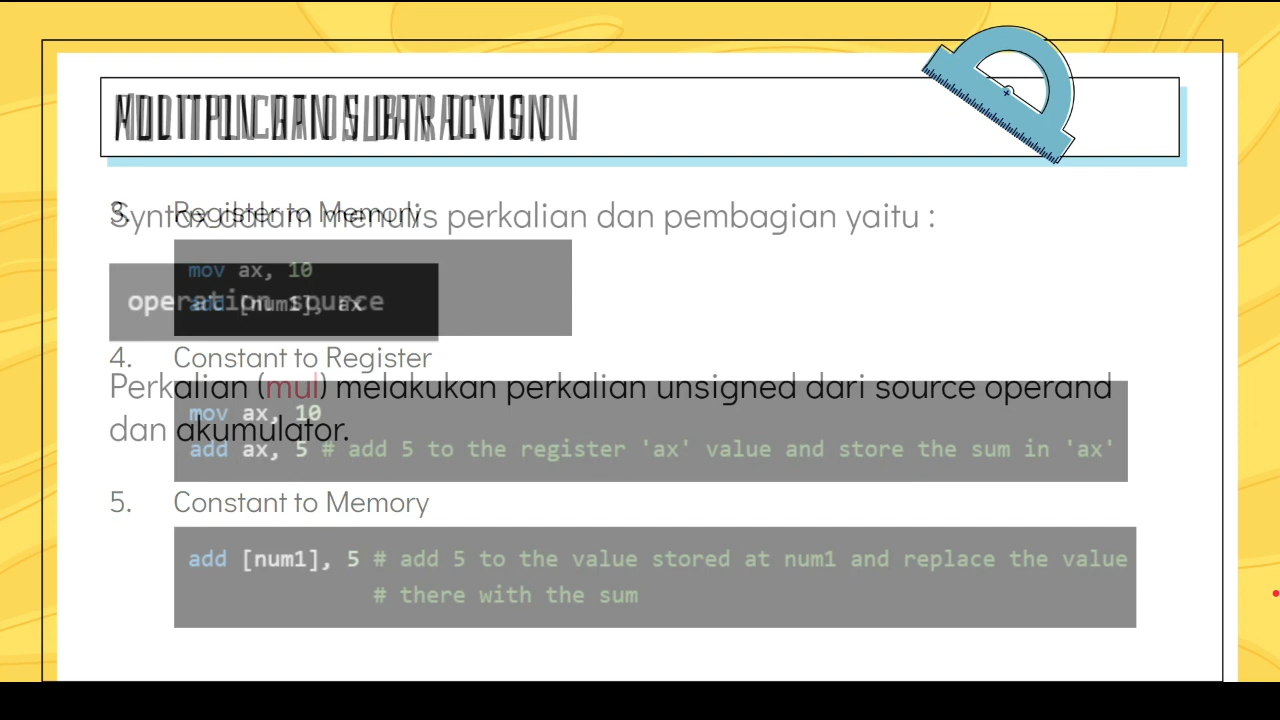 3. Register to Memory
Syntax dalam menulis perkalian dan pembagian yaitu :
mov ax, 10
add [num1], ax
operation source
4. Constant to Register
Perkalian (mul) melakukan perkalian unsigned dari source operand
dan akumulator.
mov ax, 10
add ax, 5 # add 5 to the register 'ax' value and store the sum in 'ax'
5. Constant to Memory
add [num1], 5 # add 5 to the value stored at num1 and replace the value
# there with the sum